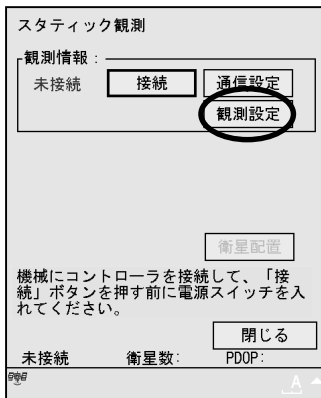 スタティック観測
観測情報：
未接続 接続 通信設定
観測設定
衛星配置
機械にコントローラを接続して、「接
続」ボタンを押す前に電源スイッチを入
れてください。
閉じる
未接続 衛星数: PDOP:
A